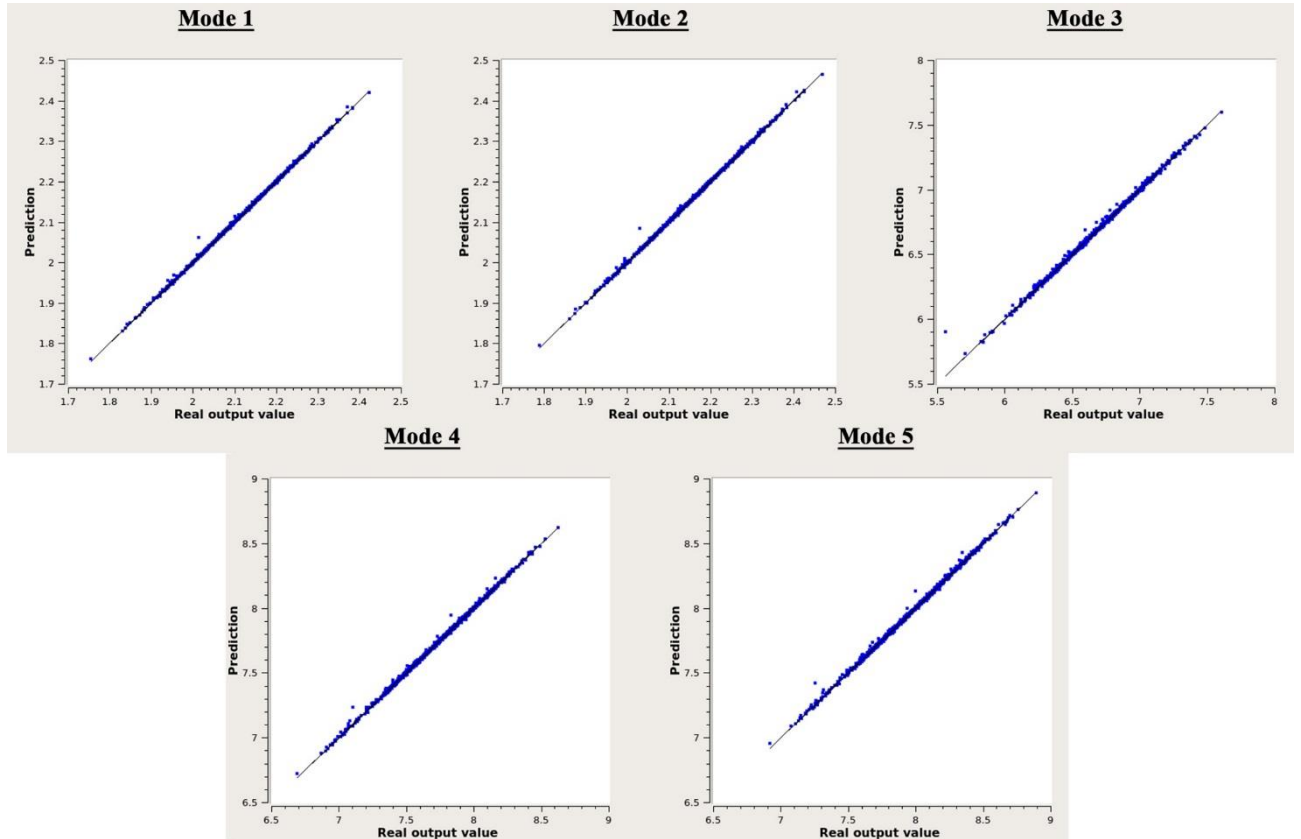 Mode 1
Mode 2
Mode 3
2.5
2.4
2.3
2.2
2.1
2
1.9
1.8
1.7
Prediction
1.7 1.8 1.9 2 2.1 2.2 2.3 2.4 2.5
Real output value
2.5
2.4
2.3
2.2
2.1
2
1.9
1.8
1.7
Prediction
1.7 1.8 1.9 2 2.1 2.2 2.3 2.4 2.5
Real output value
8
7.5
7
6.5
6
5.5
Prediction
5.5 6 6.5 7 7.5 8
Real output value
Mode 4
Mode 5
9
8.5
8
7.5
7
6.5
Prediction
6.5 7 7.5 8 8.5 9
Real output value
9
8.5
8
7.5
7
6.5
Prediction
6.5 7 7.5 8 8.5 9
Real output value